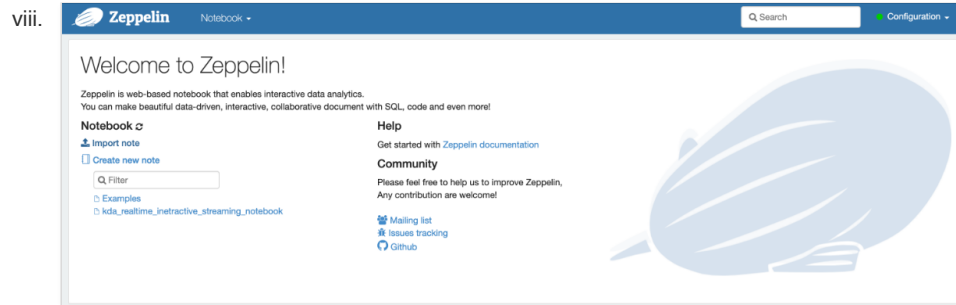 viii.
Zeppelin Notebook Search Configuration
Welcome to Zeppelin!
Zeppelin is web-based notebook that enables interactive data analytics.
You can make beautiful data-driven, interactive, collaborative document with SQL, code and even more!
Notebook
Import note
Create new note
Filter
Examples
kda_realtime_inetractive_streaming_notebook
Help
Get started with Zeppelin documentation
Community
Please feel free to help us to improve Zeppelin,
Any contribution are welcome!
Mailing list
Issues tracking
Github